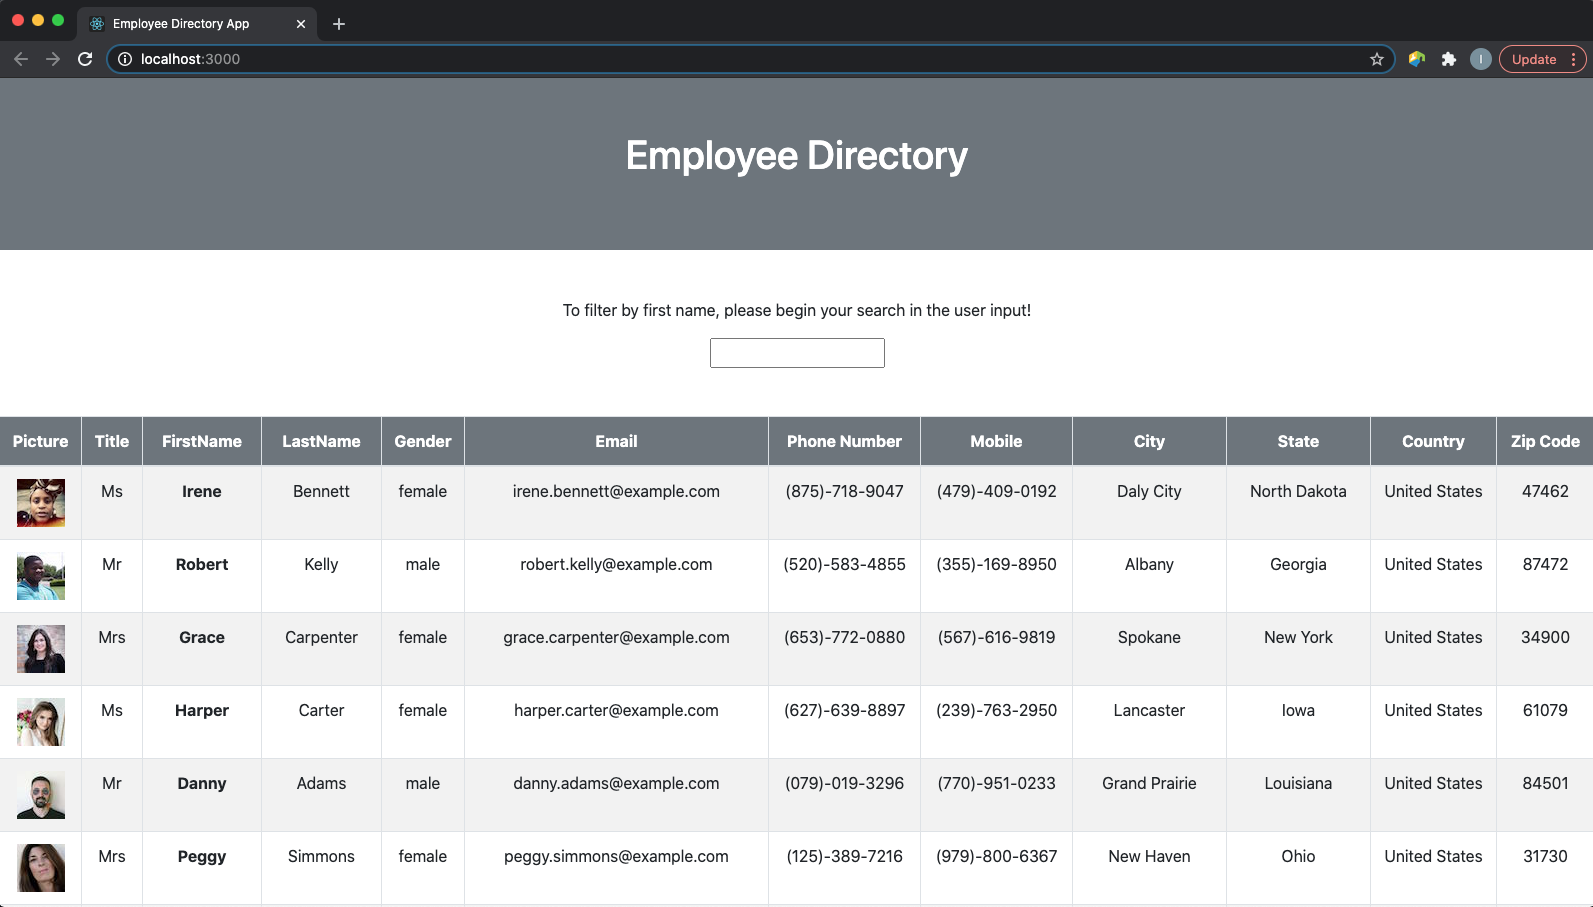 Employee Directory App
localhost:3000
I
Update
Employee Directory
To filter by first name, please begin your search in the user input!
Picture Title FirstName LastName Gender Email Phone Number Mobile City State Country Zip Code
Ms Irene Bennett female irene.bennett@example.com (875)-718-9047 (479)-409-0192 Daly City North Dakota United States 47462
Mr Robert Kelly male robert.kelly@example.com (520)-583-4855 (355)-169-8950 Albany Georgia United States 87472
Mrs Grace Carpenter female grace.carpenter@example.com (653)-772-0880 (567)-616-9819 Spokane New York United States 34900
Ms Harper Carter female harper.carter@example.com (627)-639-8897 (239)-763-2950 Lancaster Iowa United States 61079
Mr Danny Adams male danny.adams@example.com (079)-019-3296 (770)-951-0233 Grand Prairie Louisiana United States 84501
Mrs Peggy Simmons female peggy.simmons@example.com (125)-389-7216 (979)-800-6367 New Haven Ohio United States 31730